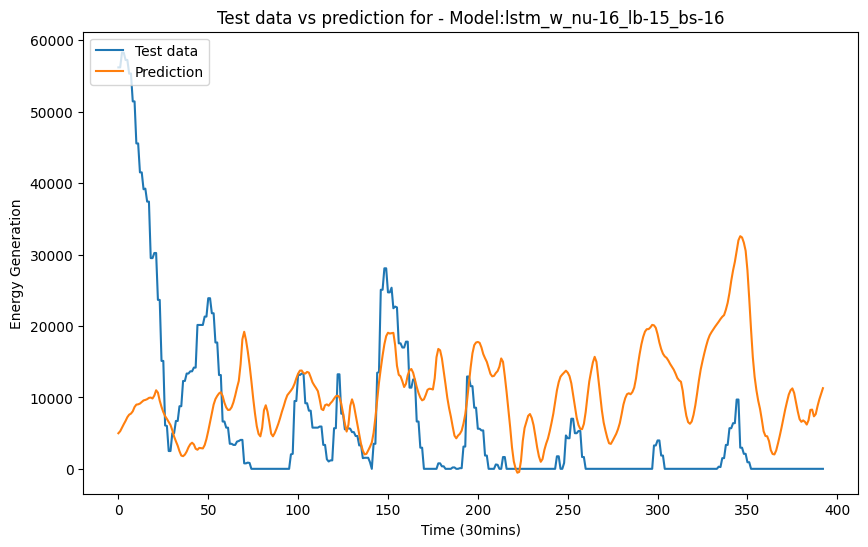 Test data vs prediction for - Model:lstm_w_nu-16_lb-15_bs-16
Test data
Prediction
60000
50000
40000
30000
20000
10000
0
Energy Generation
0 50 100 150 200 250 300 350 400
Time (30mins)